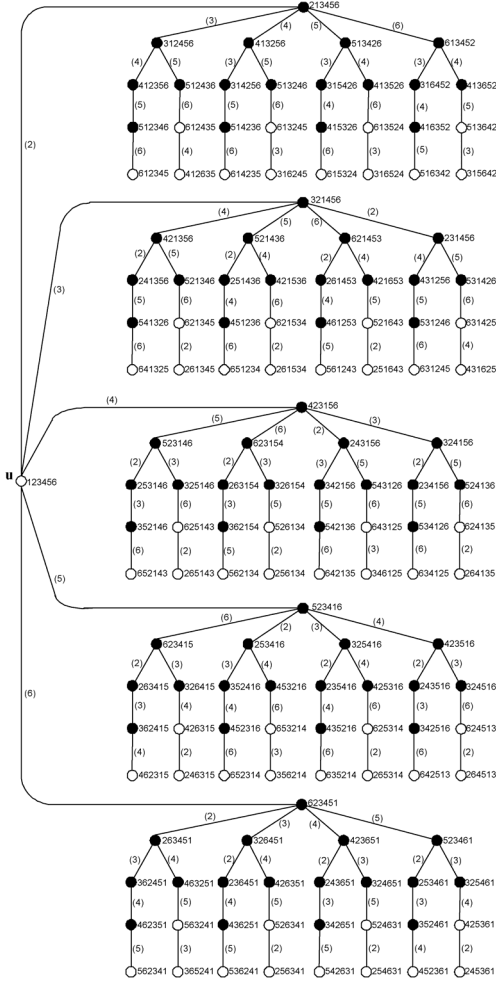 213456
(3) (4) (5) (6)
312456 413256 513426 613452
(4) (5) (3) (5) (3) (4) (3) (4)
412356 512436 314256 513246 315426 413526 316452 413652
(5) (6) (5) (6) (4) (6) (4) (5)
512346 612435 514236 613245 415326 613524 416352 513642
(2)
(6) (4) (6) (3) (6) (3) (5) (3)
612345 412635 614235 316245 615324 316524 516342 315642
321456
(4) (5) (6) (2)
421356 521436 621453 231456
(2) (5) (2) (4) (2) (4) (4) (5)
241356 521346 251436 421536 261453 421653 431256 531426
(3)
(5) (6) (4) (6) (4) (5) (5) (6)
541326 621345 451236 621534 461253 521643 531246 631425
(6) (2) (6) (2) (5) (2) (6) (4)
641325 261345 651234 261534 561243 251643 631245 431625
(4)
423156
(5) (6) (2) (3)
523146 623154 243156 324156
(2) (3) (2) (3) (3) (5) (2) (5)
u
123456
253146 325146 263154 326154 342156 543126 234156 524136
(3) (6) (3) (5) (5) (6) (5) (6)
352146 625143 362154 526134 542136 643125 534126 624135
(6) (2) (5) (2) (6) (3) (6) (2)
652143 265143 562134 256134 642135 346125 634125 264135
(5)
523416
(6) (2) (3) (4)
623415 253416 325416 423516
(2) (3) (3) (4) (2) (4) (2) (3)
263415 326415 352416 453216 235416 425316 243516 324516
(6)
(3) (4) (4) (6) (4) (6) (3) (6)
362415 426315 452316 653214 435216 625314 342516 624513
(4) (2) (6) (3) (6) (2) (6) (2)
462315 246315 652314 356214 635214 265314 642513 264513
623451
(2) (3) (4) (5)
263451 326451 423651 523461
(3) (4) (2) (4) (2) (3) (2) (3)
362451 463251 236451 426351 243651 324651 253461 325461
(4) (5) (4) (5) (3) (5) (3) (4)
462351 563241 436251 526341 342651 524631 352461 425361
(5) (3) (5) (2) (5) (2) (4) (2)
562341 365241 536241 256341 542631 254631 452361 245361